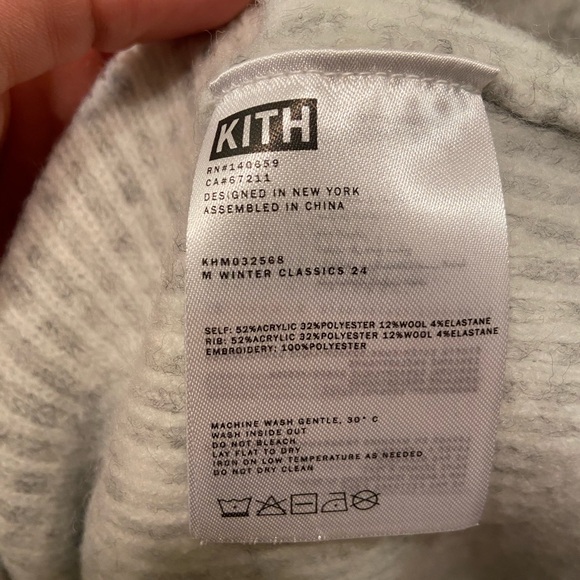 KITH
RN#140659
CA#67211
DESIGNED IN NEW YORK
ASSEMBLED IN CHINA
KHM032568
M WINTER CLASSICS 24
SELF: 52%ACRYLIC 32%POLYESTER 12%WOOL 4%ELASTANE
RIB: 52%ACRYLIC 32%POLYESTER 12%WOOL 4%ELASTANE
EMBROIDERY: 100%POLYESTER
MACHINE WASH GENTLE, 30° C
WASH INSIDE OUT
DO NOT BLEACH
LAY FLAT TO DRY
IRON ON LOW TEMPERATURE AS NEEDED
DO NOT DRY CLEAN